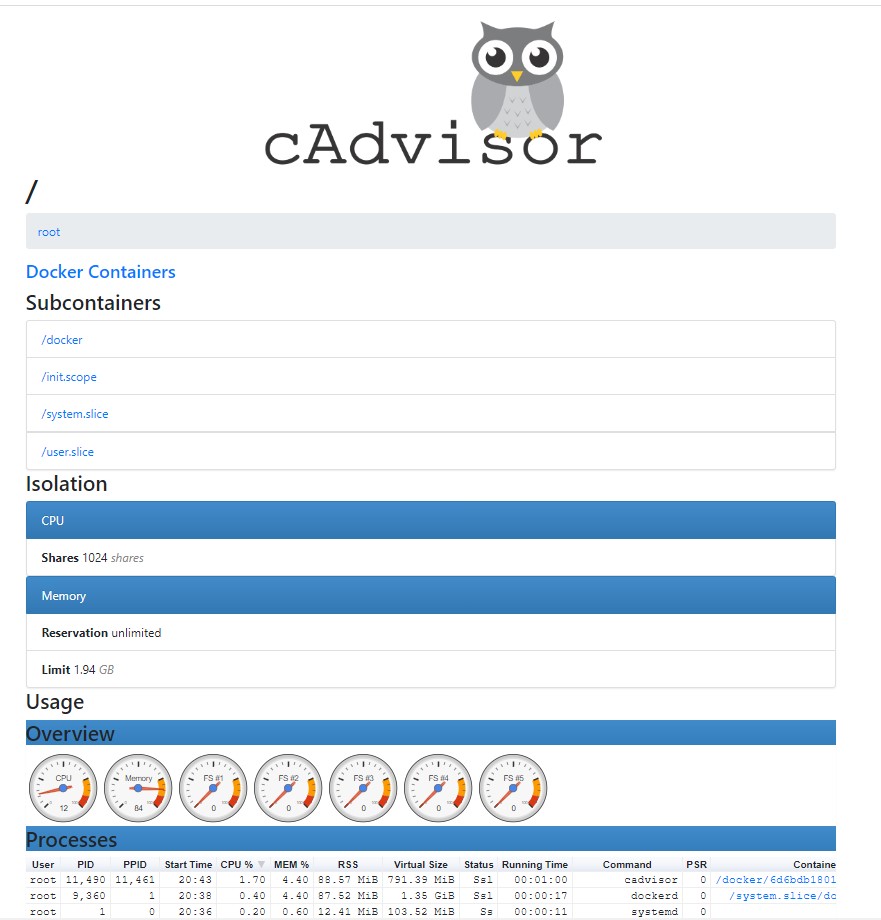 cAdvisor
/
root
Docker Containers
Subcontainers
/docker
/init.scope
/system.slice
/user.slice
Isolation
CPU
Shares 1024 shares
Memory
Reservation unlimited
Limit 1.94 GB
Usage
Overview
CPU Memory FS #1 FS #2 FS #3 FS #4 FS #5
12 84 0 0 0 0 0
Processes
User PID PPID Start Time CPU % ▼ MEM % RSS Virtual Size Status Running Time Command PSR Containe
root 11,490 11,461 20:43 1.70 4.40 88.57 MiB 791.39 MiB Ssl 00:01:00 cadvisor 0 /docker/6d6bdb1801
root 9,360 1 20:38 0.40 4.40 87.52 MiB 1.35 GiB Ssl 00:00:17 dockerd 0 /system.slice/do
root 1 0 20:36 0.20 0.60 12.41 MiB 103.52 MiB Ss 00:00:11 systemd 0